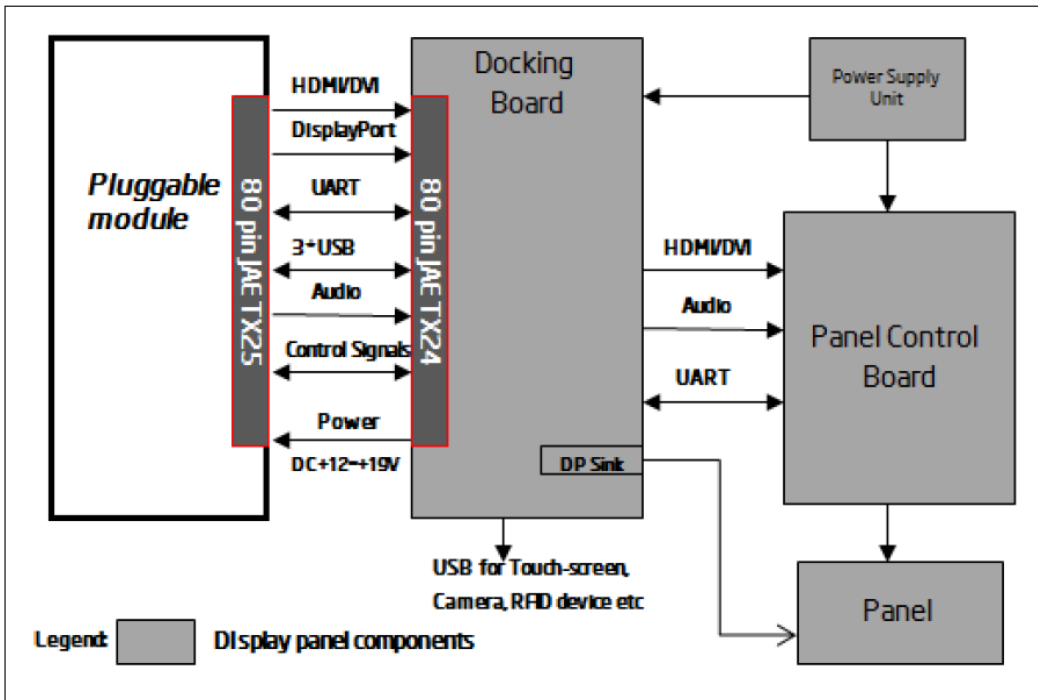 Docking
Board
Power Supply
Unit
HDMI/DVI
DisplayPort
Pluggable
module
80 pin JAE TX25
80 pin JAE TX24
UART
3*USB
Audio
Control Signals
Power
DC+12~+19V
HDMI/DVI
Audio
UART
Panel Control
Board
DP Sink
USB for Touch-screen,
Camera, RFID device etc
Panel
Legend:
DIsplay panel components